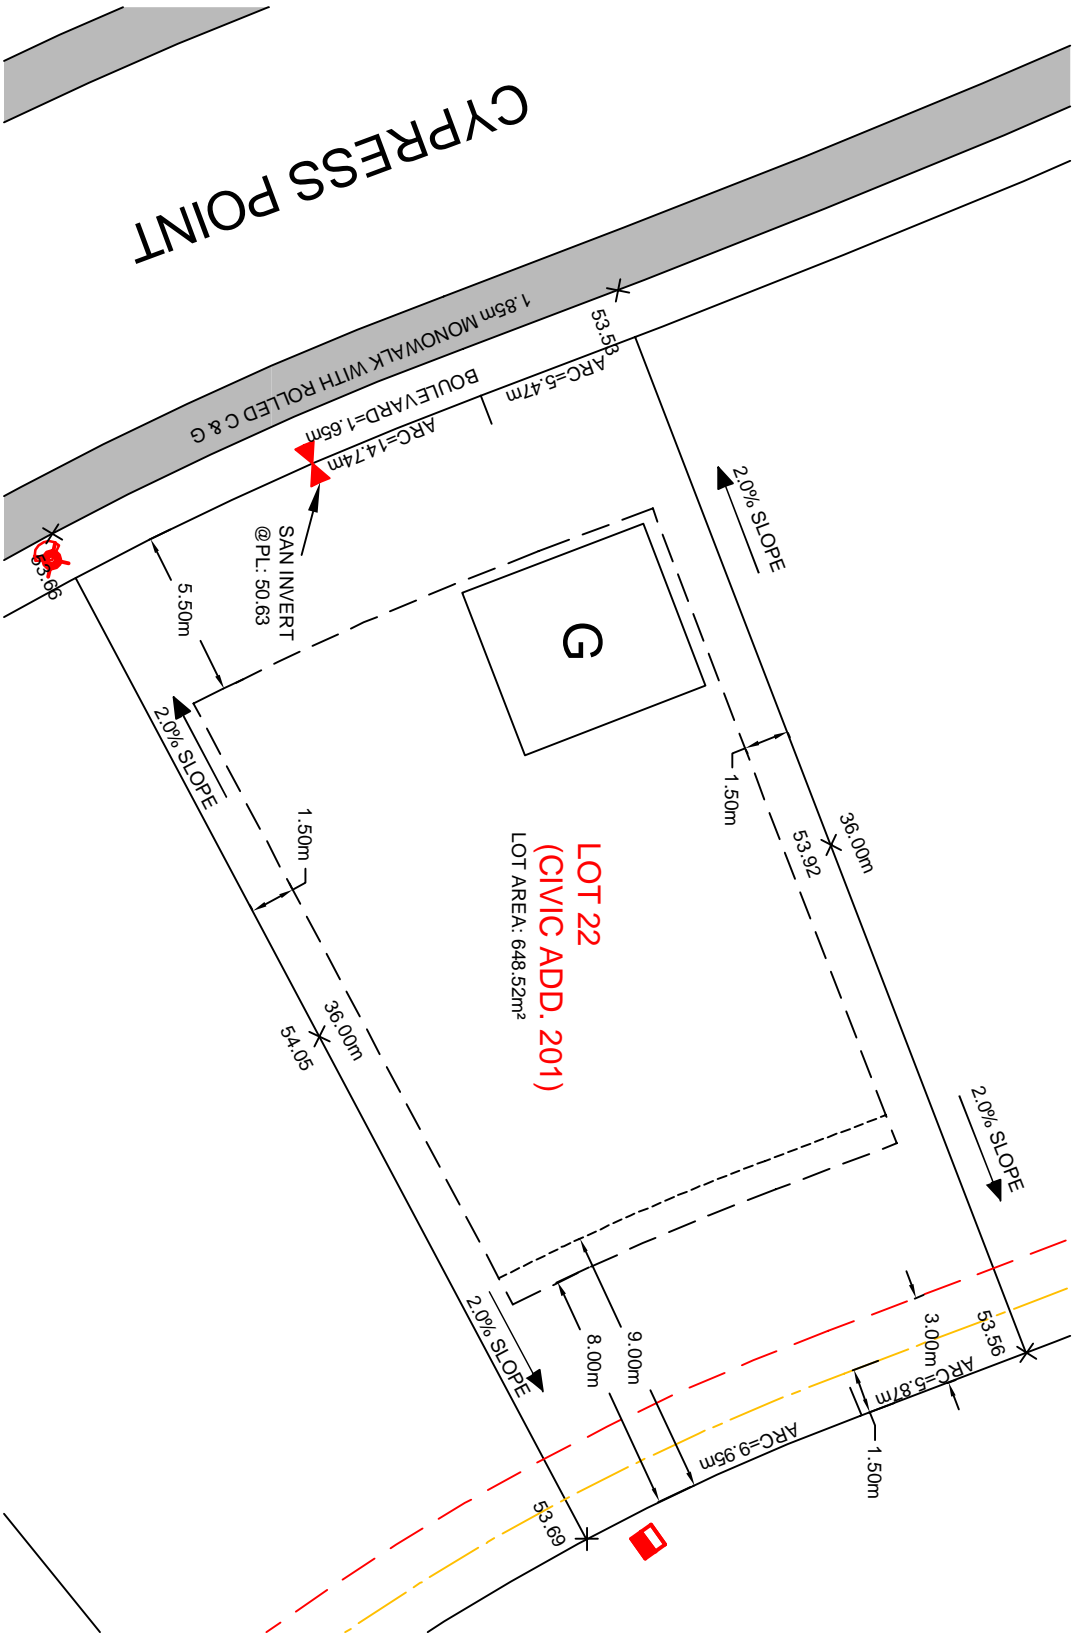 CYPRESS POINT
1.85m MONOWALK WITH ROLLED C & G
BOULEVARD=1.65m
53.53
ARC=5.47m
ARC=14.74m
53.66
SAN INVERT
@PL: 50.63
5.50m
G
2.0% SLOPE
2.0% SLOPE
1.50m
1.50m
36.00m
53.92
LOT 22
(CIVIC ADD. 201)
LOT AREA: 648.52m²
36.00m
54.05
2.0% SLOPE
2.0% SLOPE
9.00m
8.00m
3.00m
53.56
ARC=5.87m
ARC=9.95m
1.50m
53.69